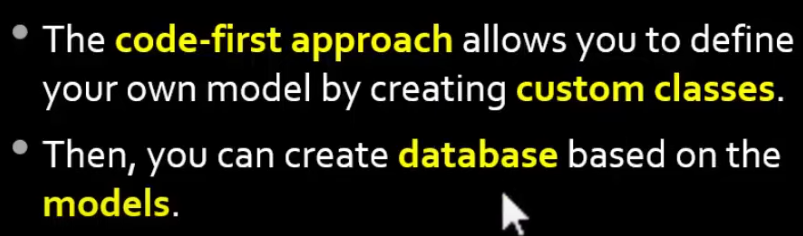 • The code-first approach allows you to define
your own model by creating custom classes.
• Then, you can create database based on the
models.